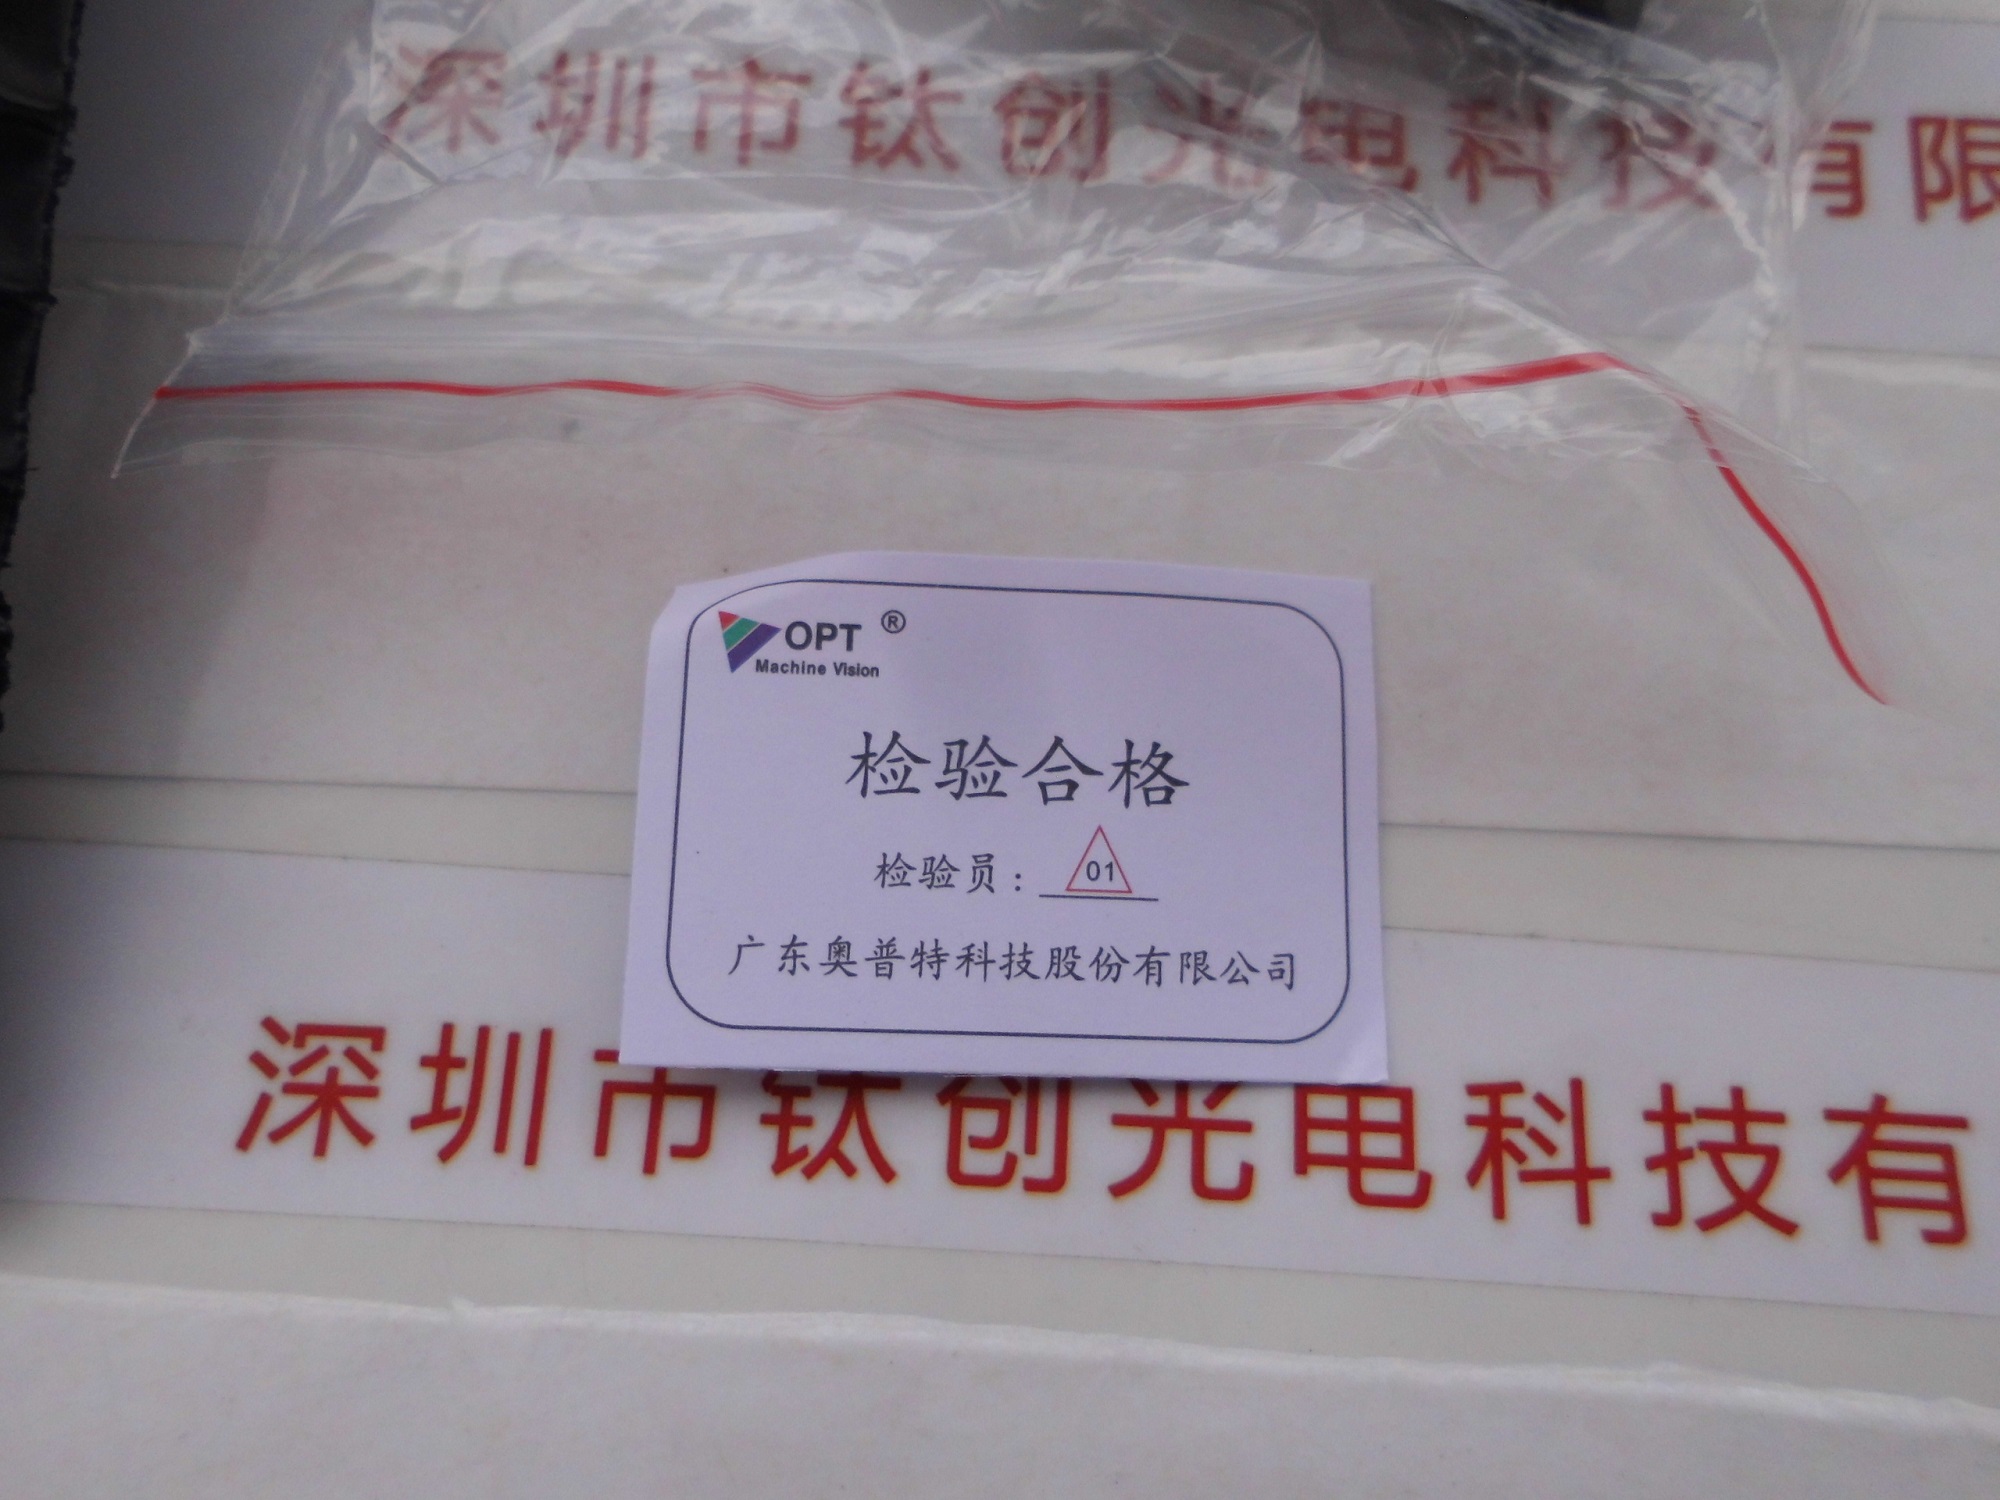 深圳市钛创光电科技有限
OPT ®
Machine Vision
检验合格
检验员: 01
广东奥普特科技股份有限公司
深圳市钛创光电科技有